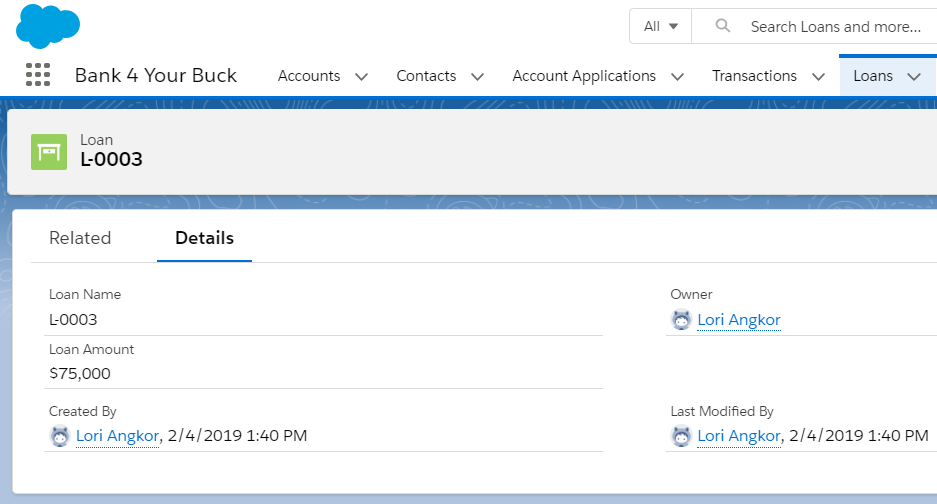 All
Search Loans and more...
Bank 4 Your Buck
Accounts
Contacts
Account Applications
Transactions
Loans
Loan
L-0003
Related
Details
Loan Name
L-0003
Owner
Lori Angkor
Loan Amount
$75,000
Created By
Lori Angkor, 2/4/2019 1:40 PM
Last Modified By
Lori Angkor, 2/4/2019 1:40 PM